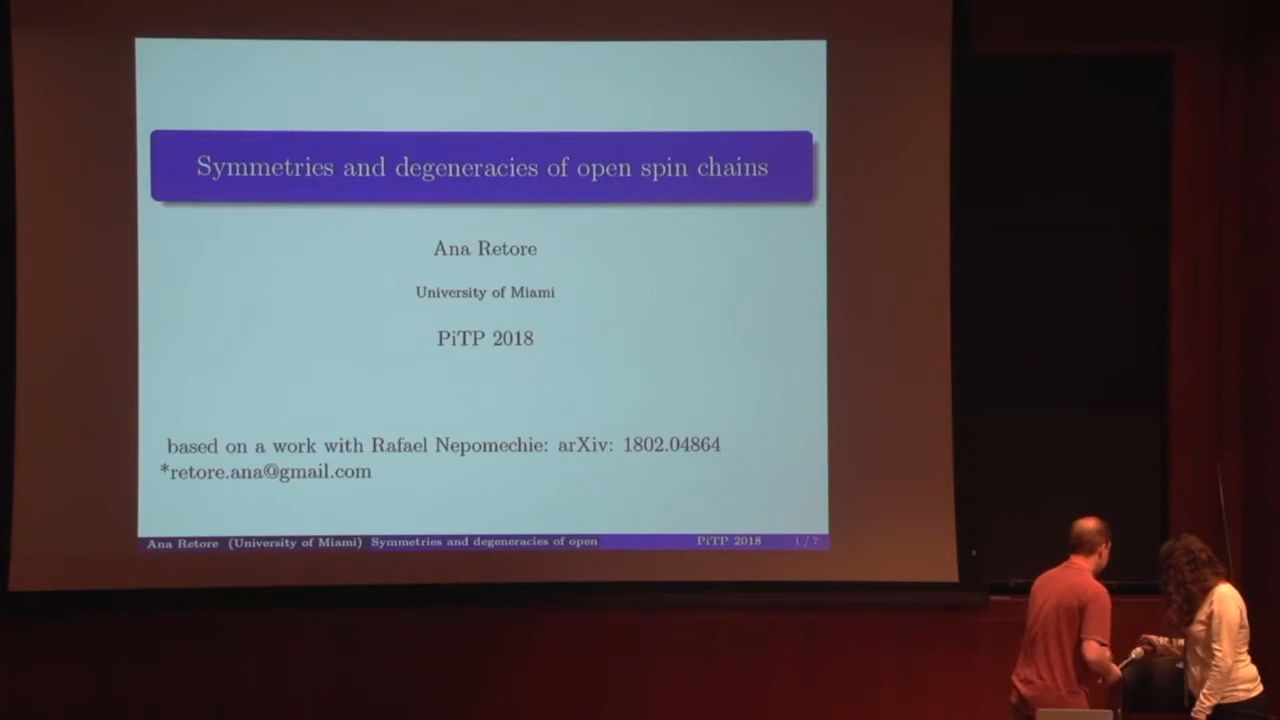 Symmetries and degeneracies of open spin chains
Ana Retore
University of Miami
PiTP 2018
based on a work with Rafael Nepomechie: arXiv: 1802.04864
*retore.ana@gmail.com
Ana Retore (University of Miami) Symmetries and degeneracies of open PiTP 2018 1 / 7